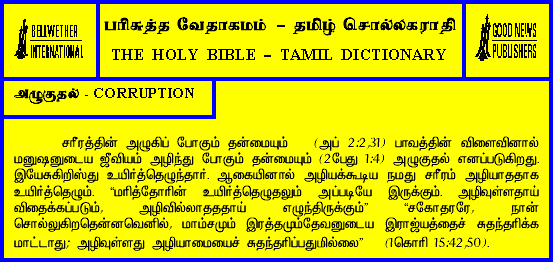 BELLWETHER
INTERNATIONAL
பரிசுத்த வேதாகமம் – தமிழ் சொல்லகராதி
THE HOLY BIBLE – TAMIL DICTIONARY
GOOD NEWS
PUBLISHERS
அழுகுதல் - CORRUPTION
சரீரத்தின் அழுகிப் போகும் தன்மையும் (அப் 2:2,31) பாவத்தின் விளைவினால்
மனுஷனுடைய ஜீவியம் அழிந்து போகும் தன்மையும் (2பேது 1:4) அழுகுதல் எனப்படுகிறது.
இயேசுகிறிஸ்து உயிர்த்தெழுந்தார். ஆகையினால் அழியக்கூடிய நமது சரீரம் அழியாததாக
உயிர்த்தெழும். “மரித்தோரின் உயிர்த்தெழுதலும் அப்படியே இருக்கும். அழிவுள்ளதாய்
விதைக்கப்படும், அழிவில்லாததாய் எழுந்திருக்கும்” “சகோதரரே, நான்
சொல்லுகிறதென்னவெனில், மாம்சமும் இரத்தமும்தேவனுடைய இராஜ்யத்தைச் சுதந்தரிக்க
மாட்டாது; அழிவுள்ளது அழியாமையைச் சுதந்தரிப்பதுமில்லை” (1கொரி 15:42,50).